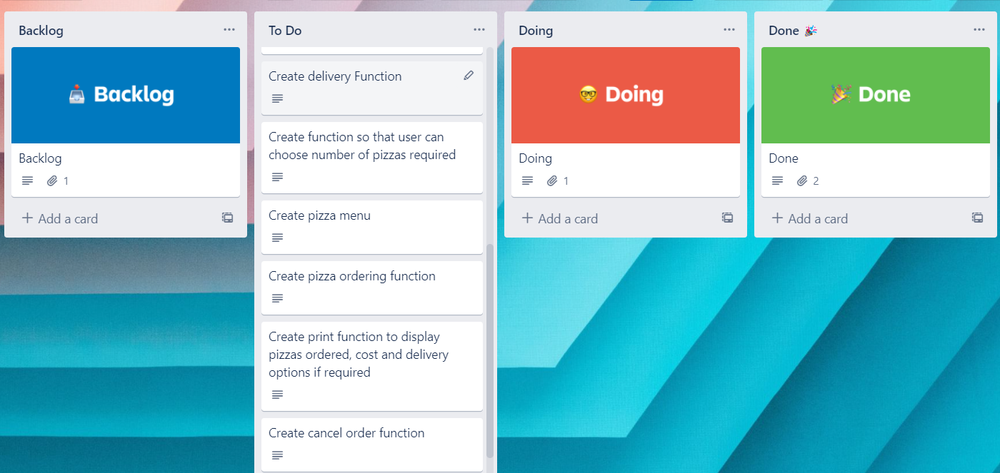 Backlog
Backlog
Backlog
1
+ Add a card
To Do
Create delivery Function
Create function so that user can
choose number of pizzas required
Create pizza menu
Create pizza ordering function
Create print function to display
pizzas ordered, cost and delivery
options if required
Create cancel order function
Doing
🤓 Doing
Doing
1
+ Add a card
Done 🎉
🎉 Done
Done
2
+ Add a card